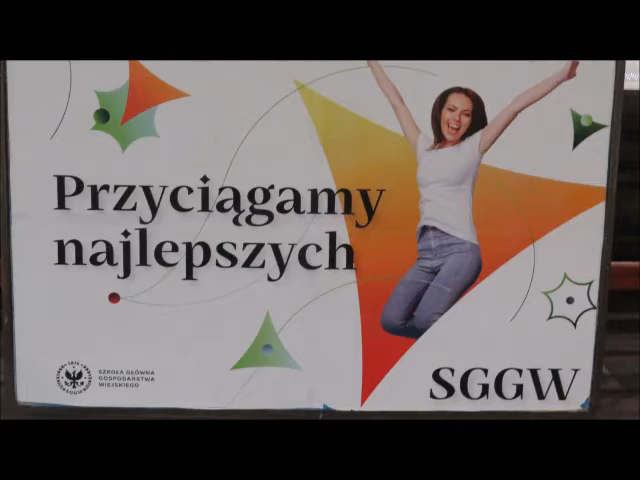 Przyciągamy
najlepszych
SZKOŁA GŁÓWNA
GOSPODARSTWA
WIEJSKIEGO
SGGW